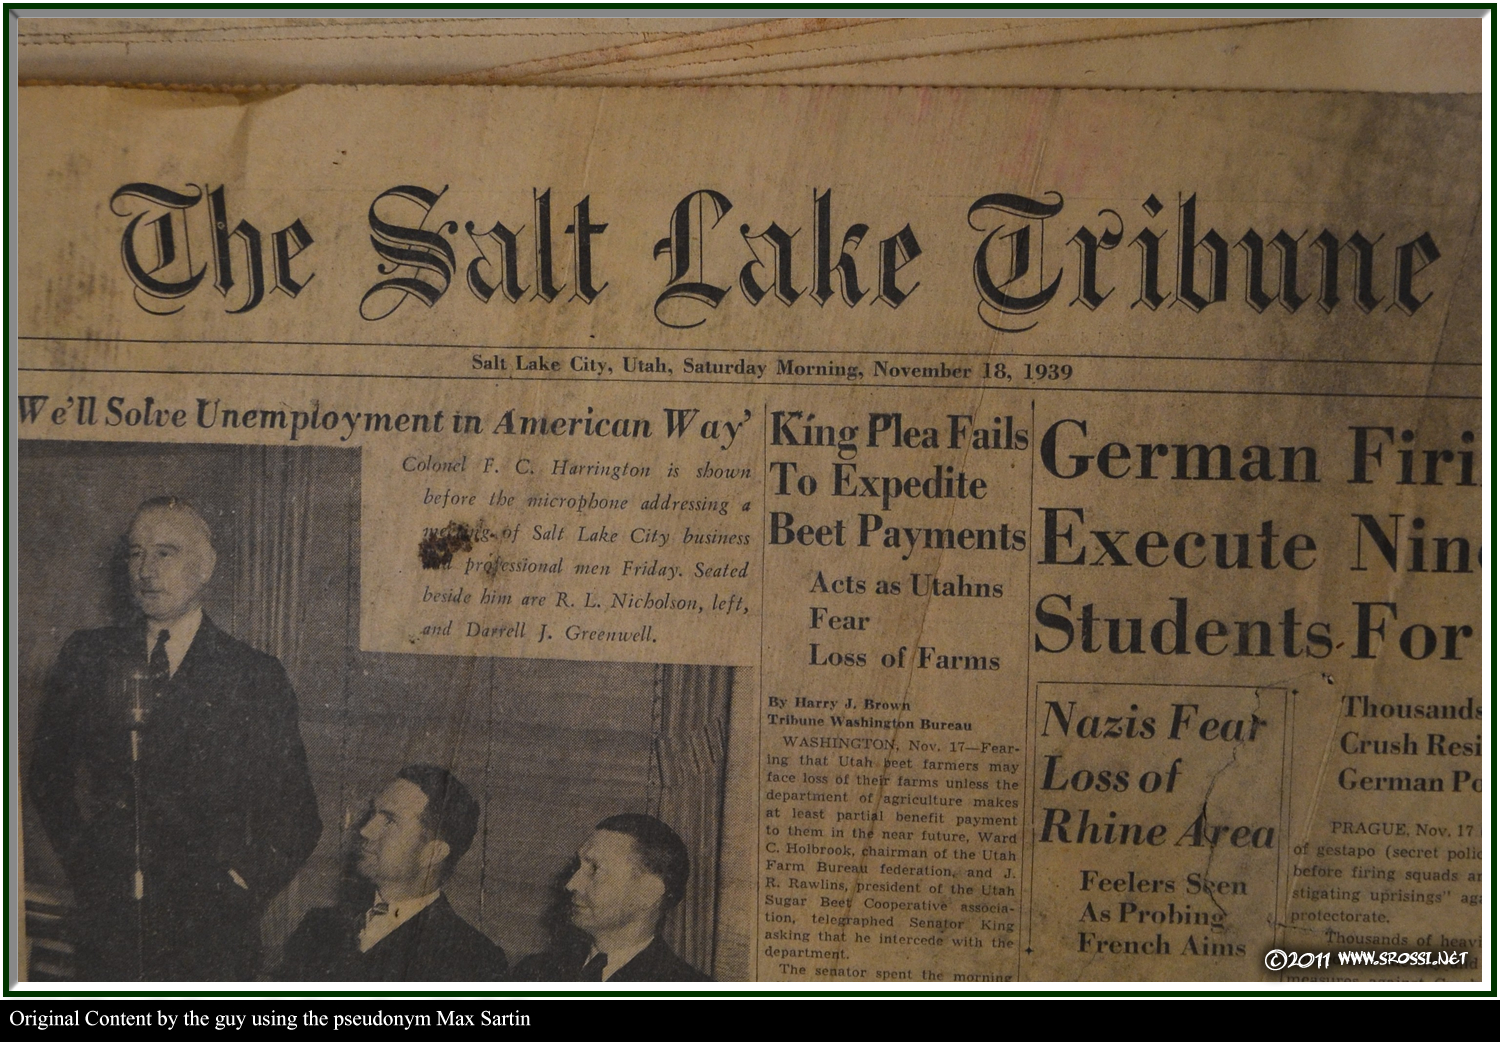 The Salt Lake Tribune
Salt Lake City, Utah, Saturday Morning, November 18, 1939
We'll Solve Unemployment in American Way'
Colonel F. C. Harrington is shown
before the microphone addressing a
of Salt Lake City business
professional men Friday. Seated
beside him are R. L. Nicholson, left,
and Darrell J. Greenwell.
King Plea Fails
To Expedite
Beet Payments
Acts as Utahns
Fear
Loss of Farms
By Harry J. Brown
Tribune Washington Bureau
WASHINGTON, Nov. 17—Fear-
ing that Utah beet farmers may
face loss of their farms unless the
department of agriculture makes
at least partial benefit payment
to them in the near future, Ward
C. Holbrook, chairman of the Utah
Farm Bureau federation, and J.
R. Rawlins, president of the Utah
Sugar Beet Cooperative associa-
tion, telegraphed Senator King
asking that he intercede with the
department.
The senator spent the morning
German Firi
Execute Nin
Students For
Nazis Fear
Loss of
Rhine Area
Feelers Seen
As Probing
French Aims
Thousands
Crush Resi
German Po
PRAGUE, Nov. 17
of gestapo (secret polic
before firing squads a
stigating uprisings" aga
protectorate.
Thousands of heavi
©2011 WWW.SROSSI.NET
Original Content by the guy using the pseudonym Max Sartin